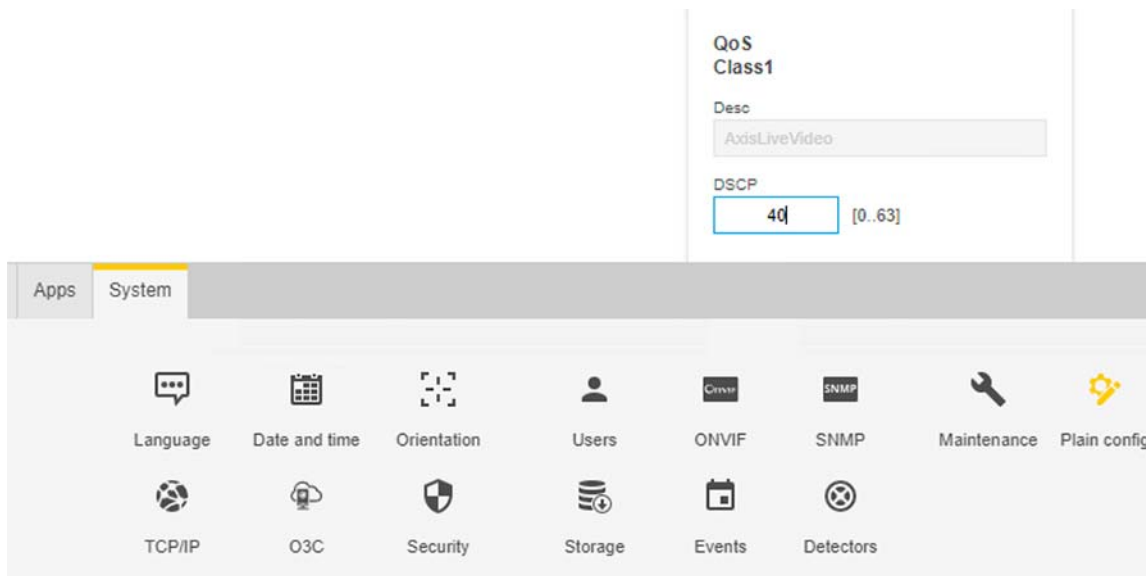 QoS
Class1
Desc
AxisLiveVideo
DSCP
40 [0..63]
Apps System
Language Date and time Orientation Users ONVIF SNMP Maintenance Plain config
SNMP
TCP/IP O3C Security Storage Events Detectors